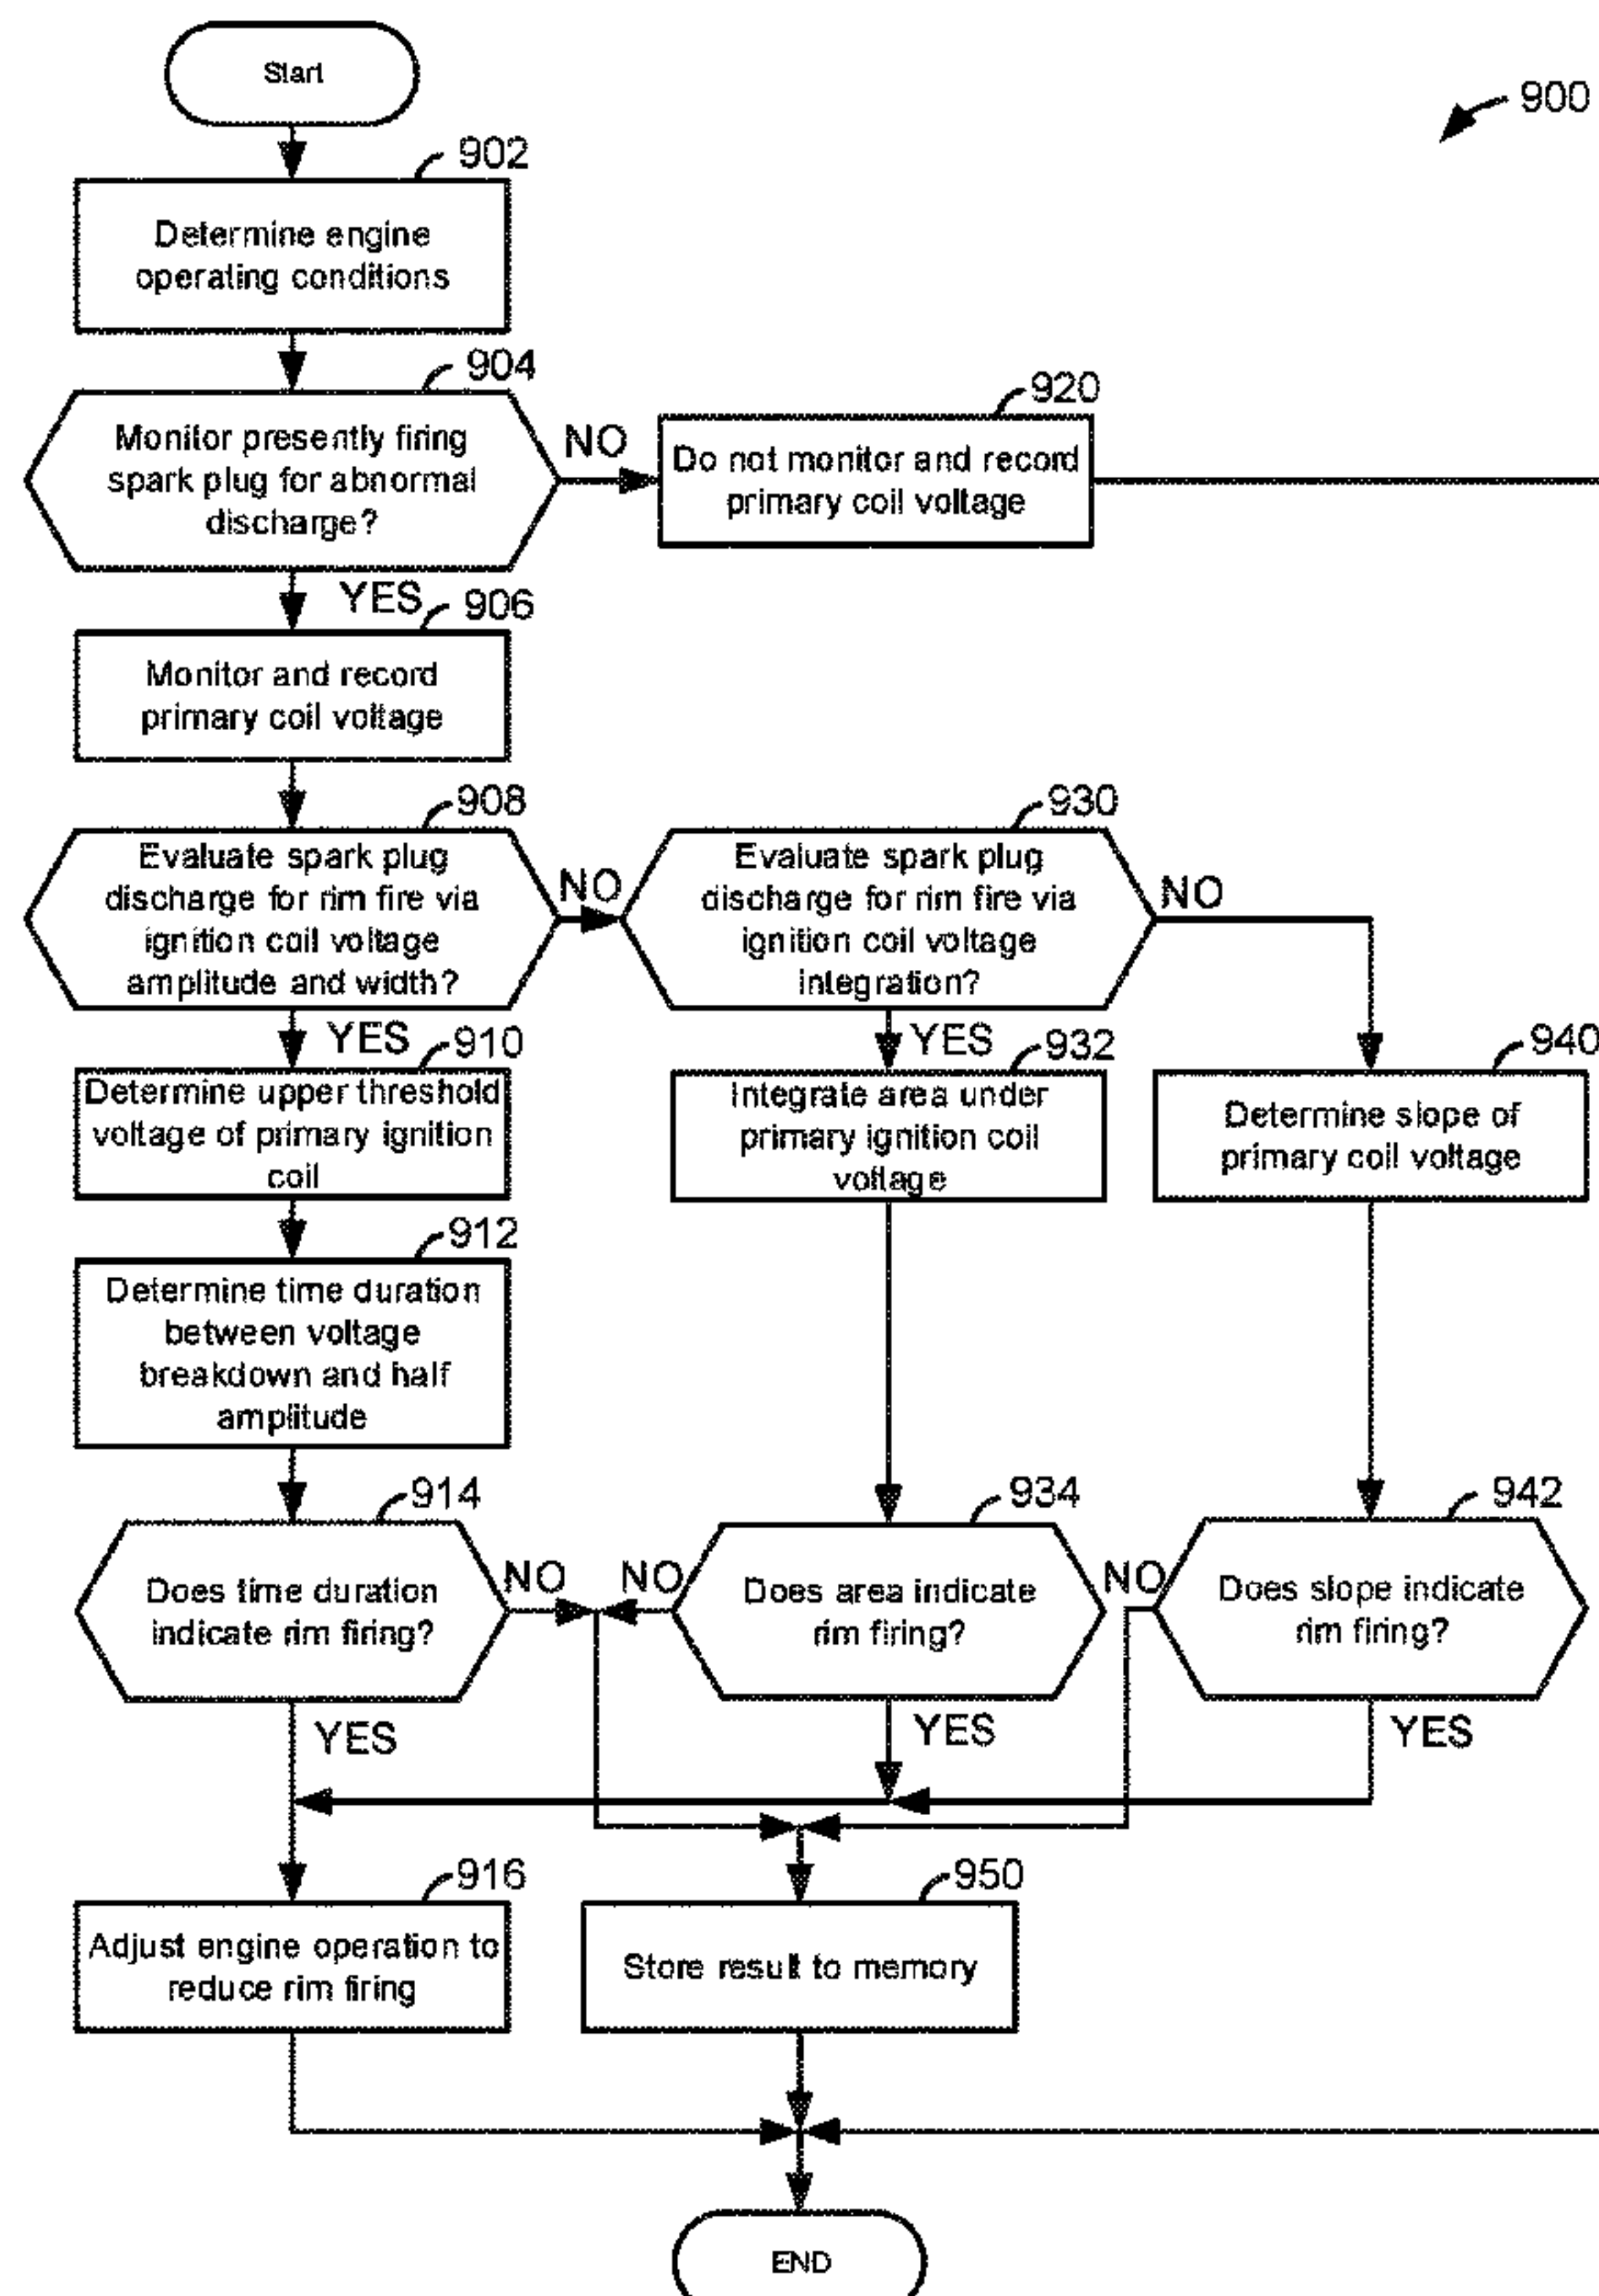 Start
900
902
Determine engine
operating conditions
904
Monitor presently firing
spark plug for abnormal
discharge?
NO
920
Do not monitor and record
primary coil voltage
YES
906
Monitor and record
primary coil voltage
908
Evaluate spark plug
discharge for rim fire via
ignition coil voltage
amplitude and width?
NO
930
Evaluate spark plug
discharge for rim fire via
ignition coil voltage
integration?
NO
YES
910
Determine upper threshold
voltage of primary ignition
coil
YES
932
Integrate area under
primary ignition coil
voltage
940
Determine slope of
primary coil voltage
912
Determine time duration
between voltage
breakdown and half
amplitude
914
Does time duration
indicate rim firing?
NO
NO
934
Does area indicate
rim firing?
NO
942
Does slope indicate
rim firing?
YES
YES
YES
916
Adjust engine operation to
reduce rim firing
950
Store result to memory
END